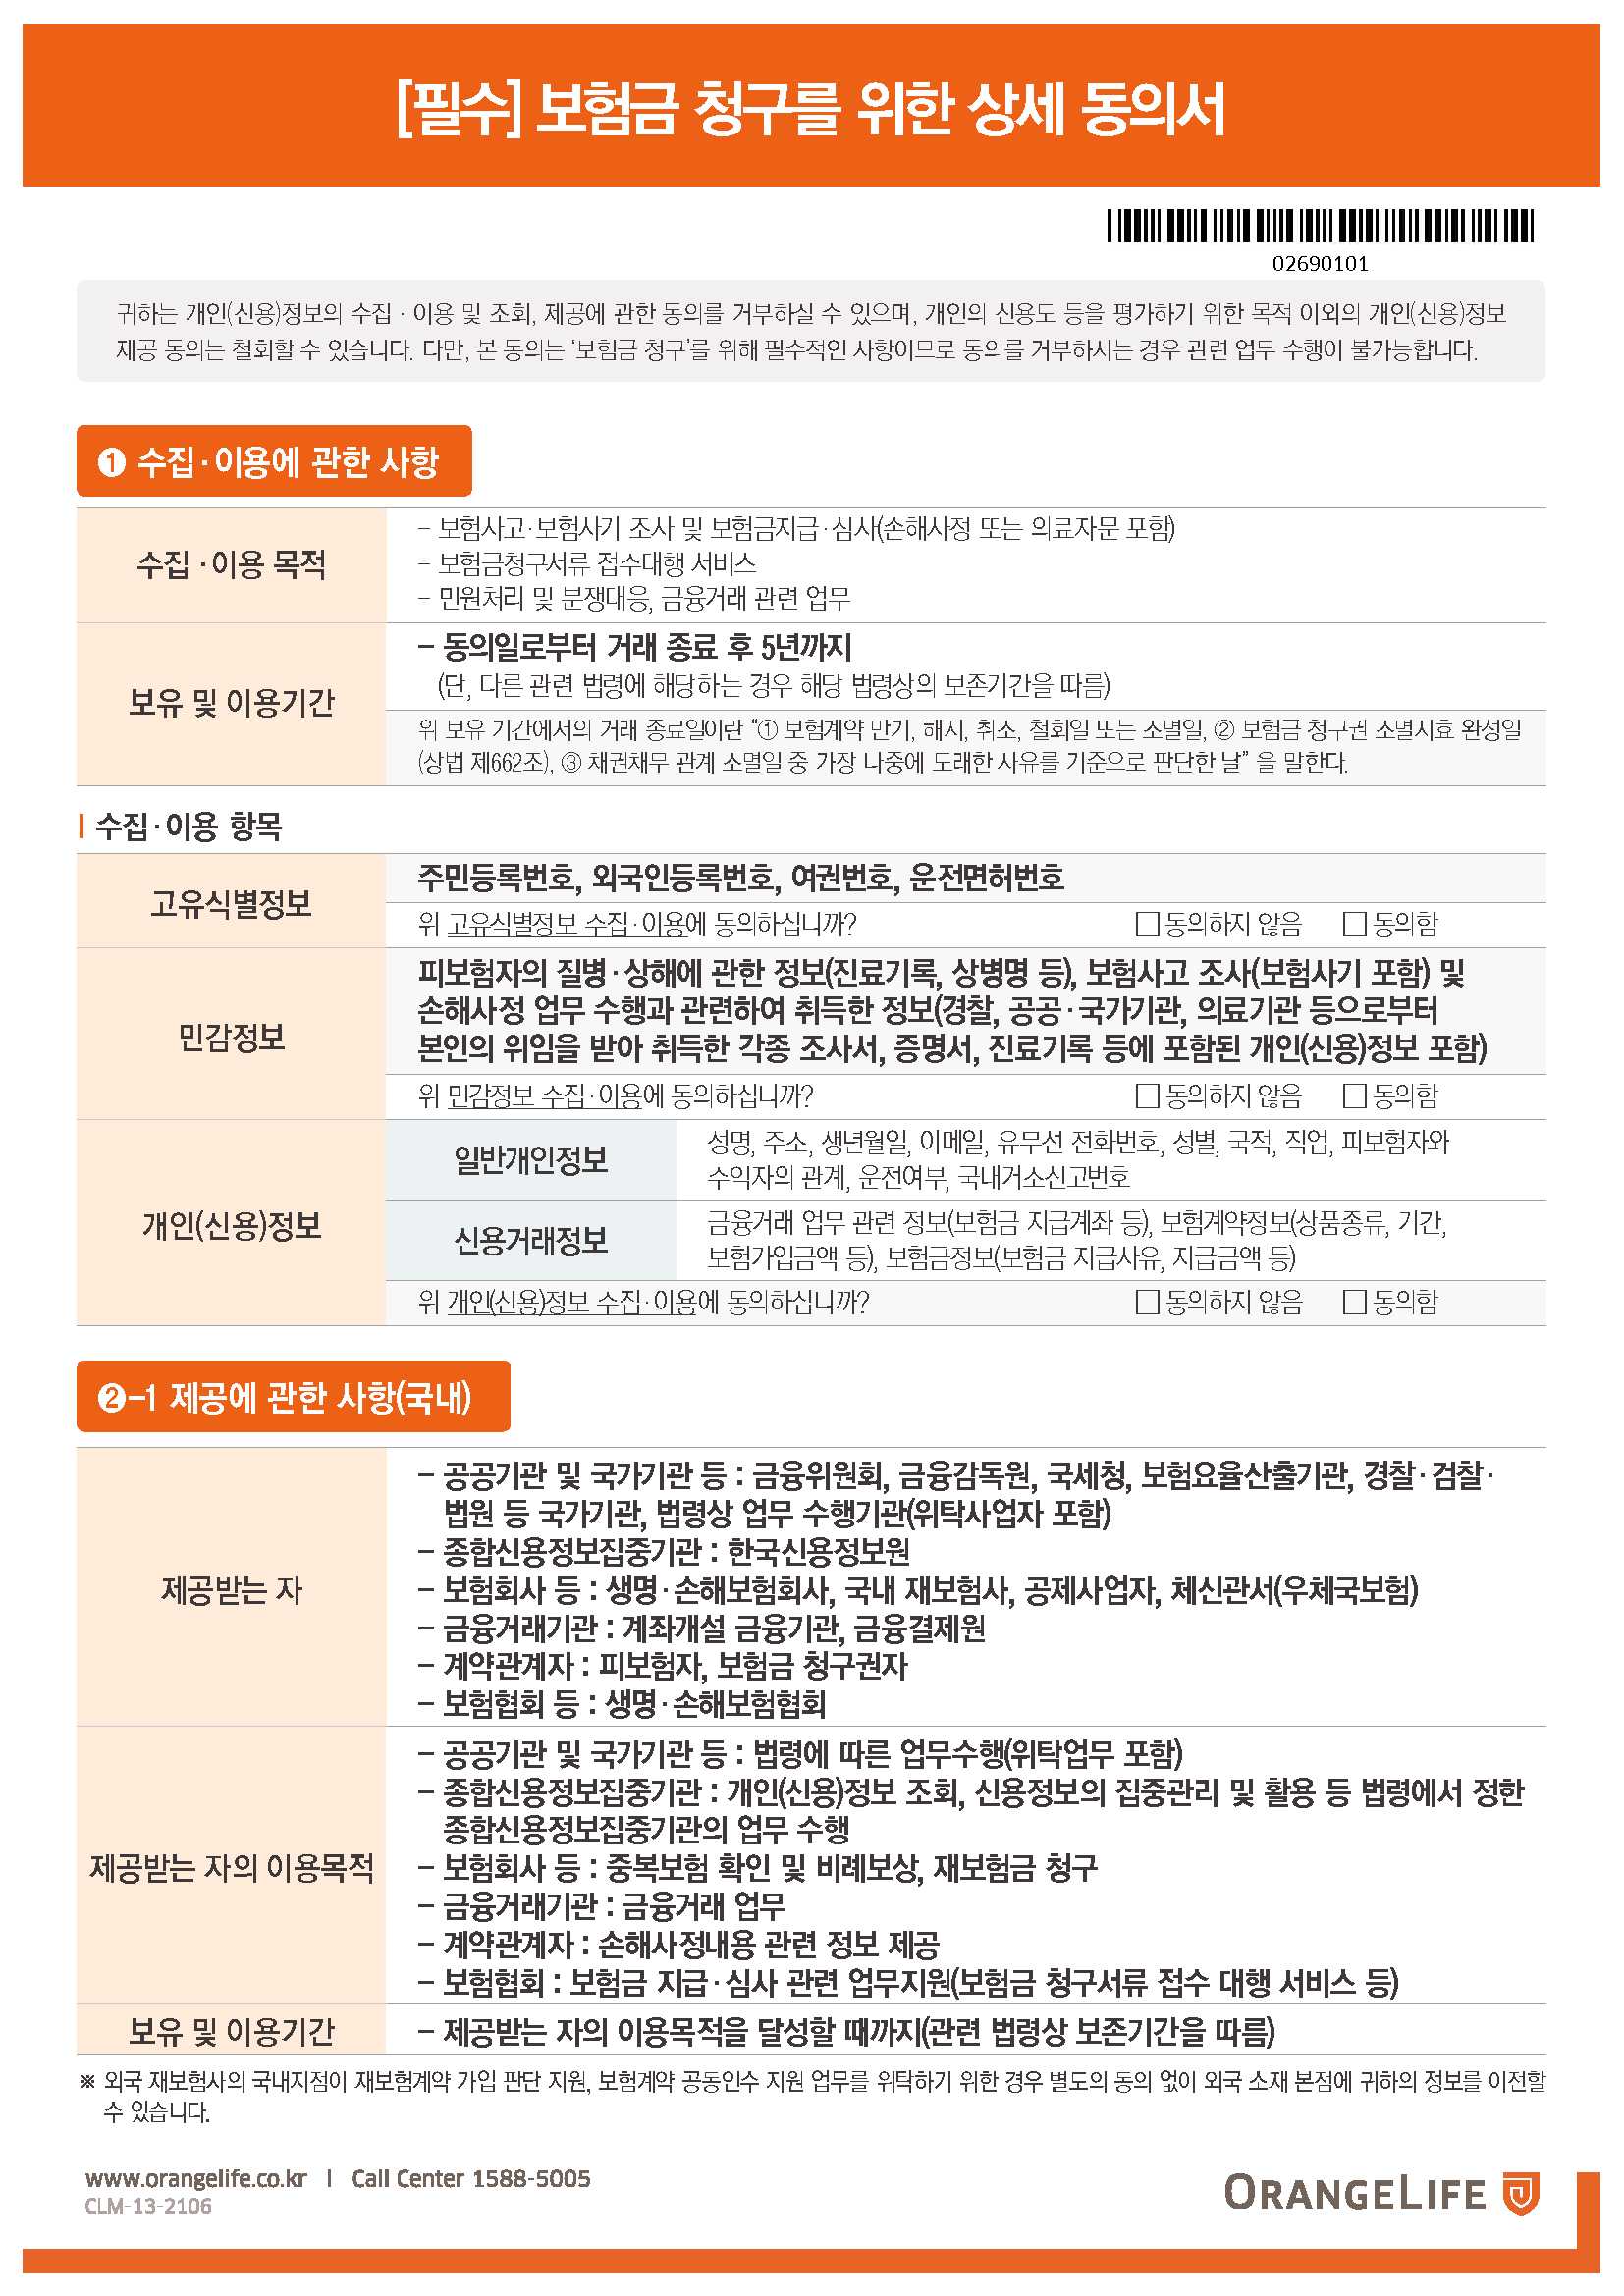 [필수] 보험금 청구를 위한 상세 동의서
02690101
귀하는 개인(신용)정보의 수집 · 이용 및 조회, 제공에 관한 동의를 거부하실 수 있으며, 개인의 신용도 등을 평가하기 위한 목적 이외의 개인(신용)정보
제공 동의는 철회할 수 있습니다. 다만, 본 동의는 ‘보험금 청구’를 위해 필수적인 사항이므로 동의를 거부하시는 경우 관련 업무 수행이 불가능합니다.
❶ 수집·이용에 관한 사항
수집 ·이용 목적
- 보험사고·보험사기 조사 및 보험금지급·심사(손해사정 또는 의료자문 포함)
- 보험금청구서류 접수대행 서비스
- 민원처리 및 분쟁대응, 금융거래 관련 업무
보유 및 이용기간
- 동의일로부터 거래 종료 후 5년까지
(단, 다른 관련 법령에 해당하는 경우 해당 법령상의 보존기간을 따름)
위 보유 기간에서의 거래 종료일이란 “① 보험계약 만기, 해지, 취소, 철회일 또는 소멸일, ② 보험금 청구권 소멸시효 완성일
(상법 제662조), ③ 채권채무 관계 소멸일 중 가장 나중에 도래한 사유를 기준으로 판단한 날” 을 말한다.
수집·이용 항목
고유식별정보
주민등록번호, 외국인등록번호, 여권번호, 운전면허번호
위 고유식별정보 수집·이용에 동의하십니까? □ 동의하지 않음 □ 동의함
민감정보
피보험자의 질병·상해에 관한 정보(진료기록, 상병명 등), 보험사고 조사(보험사기 포함) 및
손해사정 업무 수행과 관련하여 취득한 정보(경찰, 공공·국가기관, 의료기관 등으로부터
본인의 위임을 받아 취득한 각종 조사서, 증명서, 진료기록 등에 포함된 개인(신용)정보 포함)
위 민감정보 수집·이용에 동의하십니까? □ 동의하지 않음 □ 동의함
개인(신용)정보
일반개인정보
성명, 주소, 생년월일, 이메일, 유무선 전화번호, 성별, 국적, 직업, 피보험자와
수익자의 관계, 운전여부, 국내거소신고번호
신용거래정보
금융거래 업무 관련 정보(보험금 지급계좌 등), 보험계약정보(상품종류, 기간,
보험가입금액 등), 보험금정보(보험금 지급사유, 지급금액 등)
위 개인(신용)정보 수집·이용에 동의하십니까? □ 동의하지 않음 □ 동의함
❷-1 제공에 관한 사항(국내)
제공받는 자
- 공공기관 및 국가기관 등 : 금융위원회, 금융감독원, 국세청, 보험요율산출기관, 경찰·검찰·
법원 등 국가기관, 법령상 업무 수행기관(위탁사업자 포함)
- 종합신용정보집중기관 : 한국신용정보원
- 보험회사 등 : 생명·손해보험회사, 국내 재보험사, 공제사업자, 체신관서(우체국보험)
- 금융거래기관 : 계좌개설 금융기관, 금융결제원
- 계약관계자 : 피보험자, 보험금 청구권자
- 보험협회 등 : 생명·손해보험협회
제공받는 자의 이용목적
- 공공기관 및 국가기관 등 : 법령에 따른 업무수행(위탁업무 포함)
- 종합신용정보집중기관 : 개인(신용)정보 조회, 신용정보의 집중관리 및 활용 등 법령에서 정한
종합신용정보집중기관의 업무 수행
- 보험회사 등 : 중복보험 확인 및 비례보상, 재보험금 청구
- 금융거래기관 : 금융거래 업무
- 계약관계자 : 손해사정내용 관련 정보 제공
- 보험협회 : 보험금 지급·심사 관련 업무지원(보험금 청구서류 접수 대행 서비스 등)
보유 및 이용기간
- 제공받는 자의 이용목적을 달성할 때까지(관련 법령상 보존기간을 따름)
※ 외국 재보험사의 국내지점이 재보험계약 가입 판단 지원, 보험계약 공동인수 지원 업무를 위탁하기 위한 경우 별도의 동의 없이 외국 소재 본점에 귀하의 정보를 이전할
수 있습니다.
www.orangelife.co.kr | Call Center 1588-5005
CLM-13-2106
ORANGELIFE